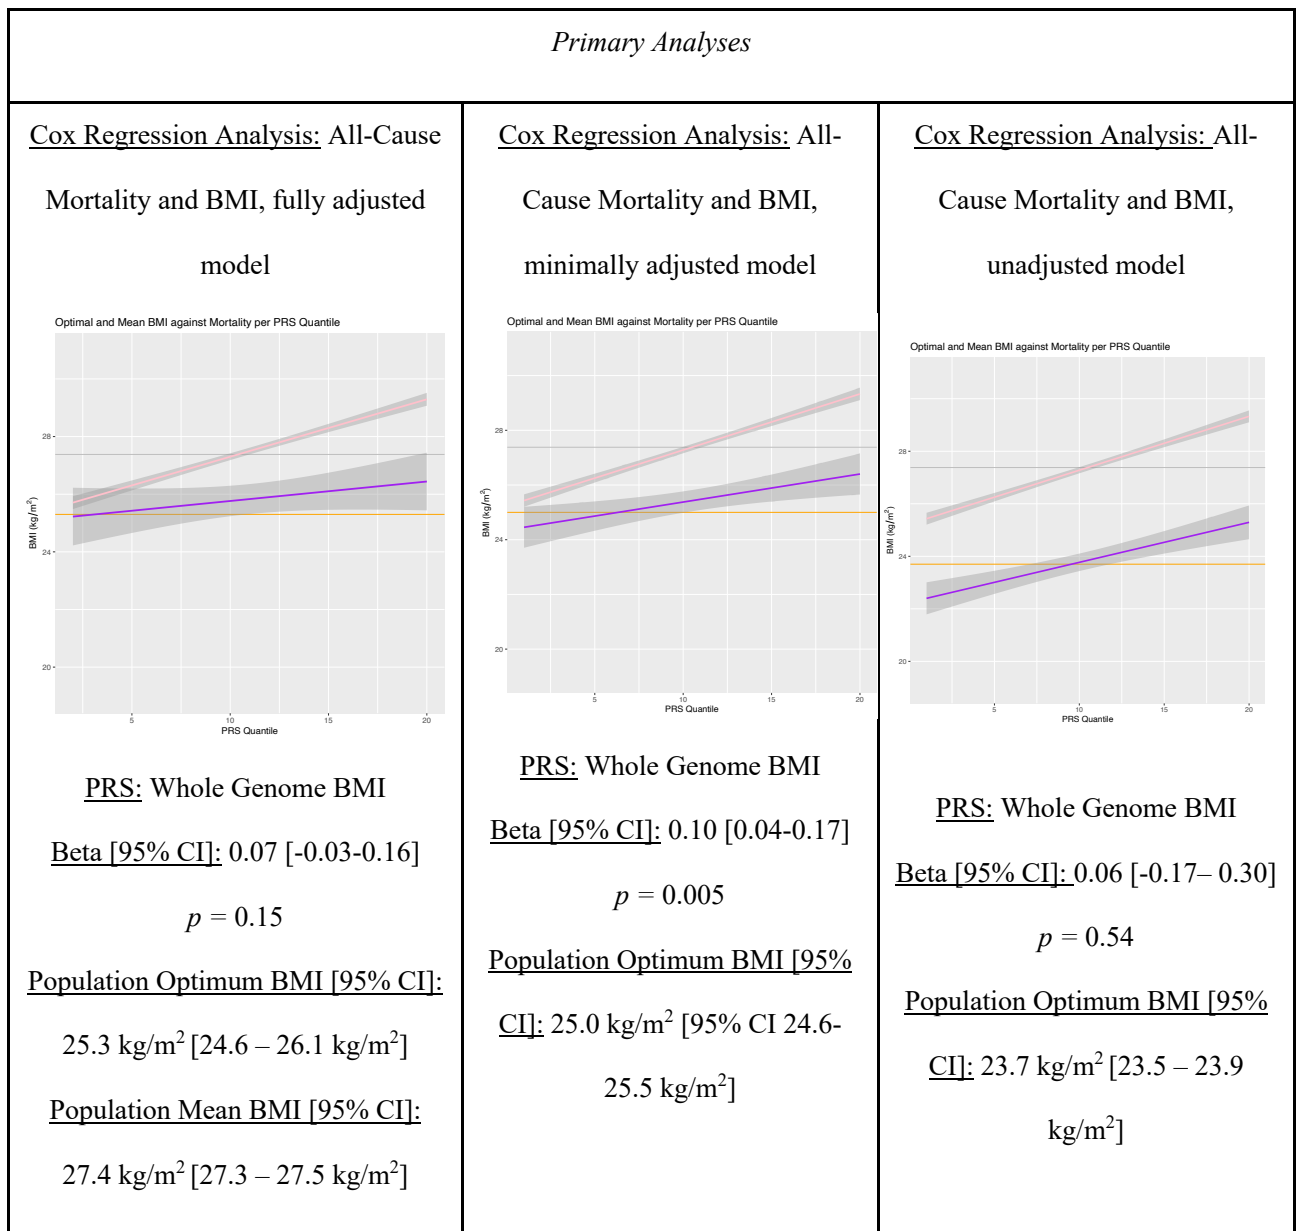 Primary Analyses
Cox Regression Analysis: All-Cause
Mortality and BMI, fully adjusted
model
Optimal and Mean BMI against Mortality per PRS Quantile
BMI (kg/m²)
28
24
20
5
10
15
20
PRS Quantile
PRS: Whole Genome BMI
Beta [95% CI]: 0.07 [-0.03-0.16]
p = 0.15
Population Optimum BMI [95% CI]:
25.3 kg/m² [24.6 – 26.1 kg/m²]
Population Mean BMI [95% CI]:
27.4 kg/m² [27.3 – 27.5 kg/m²]
Cox Regression Analysis: All-
Cause Mortality and BMI,
minimally adjusted model
Optimal and Mean BMI against Mortality per PRS Quantile
BMI (kg/m²)
28
24
20
5
10
15
20
PRS Quantile
PRS: Whole Genome BMI
Beta [95% CI]: 0.10 [0.04-0.17]
p = 0.005
Population Optimum BMI [95%
CI]: 25.0 kg/m² [95% CI 24.6-
25.5 kg/m²]
Cox Regression Analysis: All-
Cause Mortality and BMI,
unadjusted model
Optimal and Mean BMI against Mortality per PRS Quantile
BMI (kg/m²)
28
24
20
5
10
15
20
PRS Quantile
PRS: Whole Genome BMI
Beta [95% CI]: 0.06 [-0.17– 0.30]
p = 0.54
Population Optimum BMI [95%
CI]: 23.7 kg/m² [23.5 – 23.9
kg/m²]